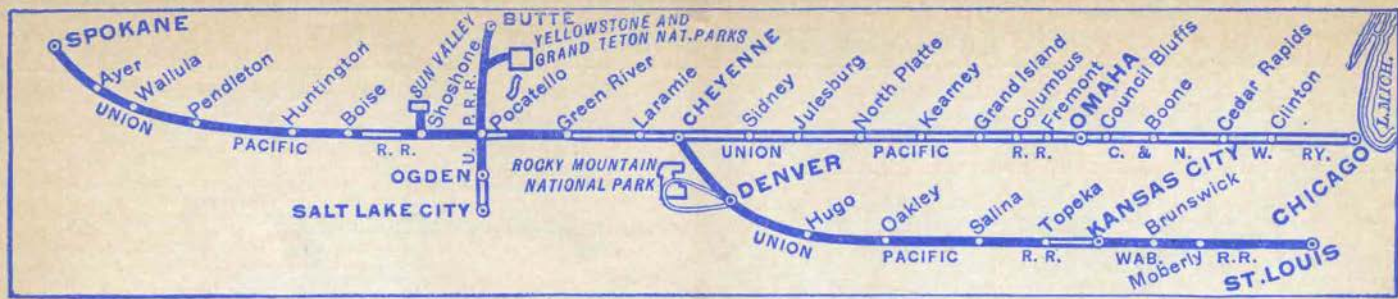 SPOKANE
Ayer
Wallula
Pendleton
Huntington
Boise
SUN VALLEY
Shoshone
BUTTE
YELLOWSTONE AND
GRAND TETON NAT. PARKS
Pocatello
Green River
Laramie
CHEYENNE
Sidney
Julesburg
North Platte
Kearney
Grand Island
Columbus
Fremont
OMAHA
Council Bluffs
Boone
Cedar Rapids
Clinton
L. MICH.
CHICAGO
UNION PACIFIC R. R.
U. P. R. R.
UNION PACIFIC R. R.
C. & N. W. RY.
OGDEN
SALT LAKE CITY
ROCKY MOUNTAIN
NATIONAL PARK
DENVER
Hugo
Oakley
Salina
Topeka
KANSAS CITY
Brunswick
Moberly
ST. LOUIS
UNION PACIFIC R. R.
WAB. R.R.